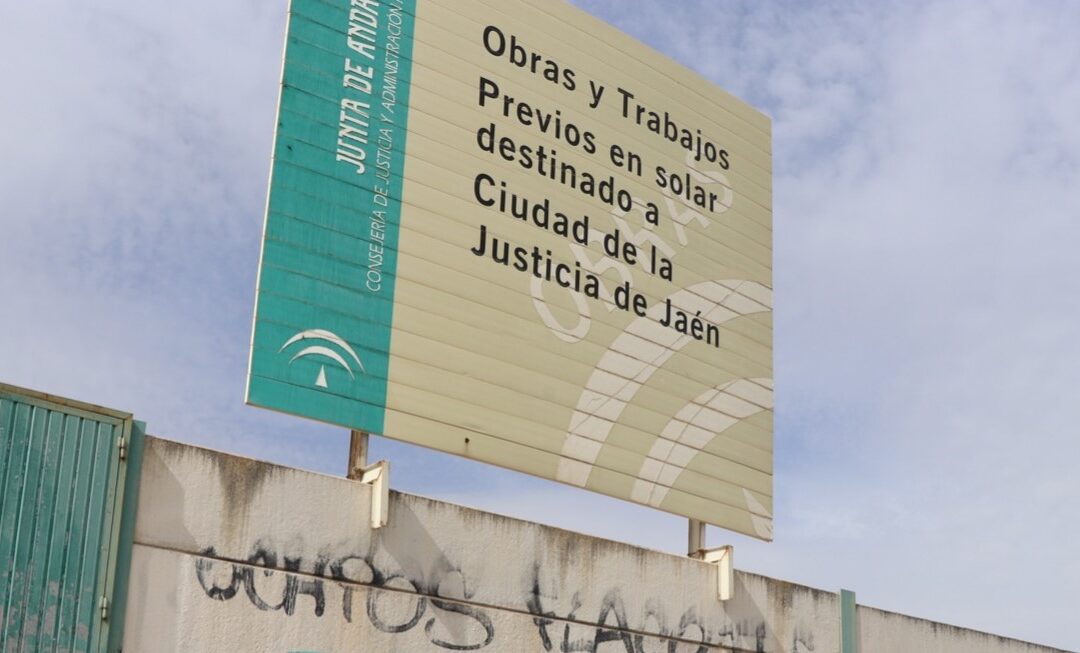 JUNTA DE ANDA
CONSEJERÍA DE JUSTICIA Y ADMINISTRACIÓN
Obras y Trabajos
Previos en solar
destinado a
Ciudad de la
Justicia de Jaén
OBRAS